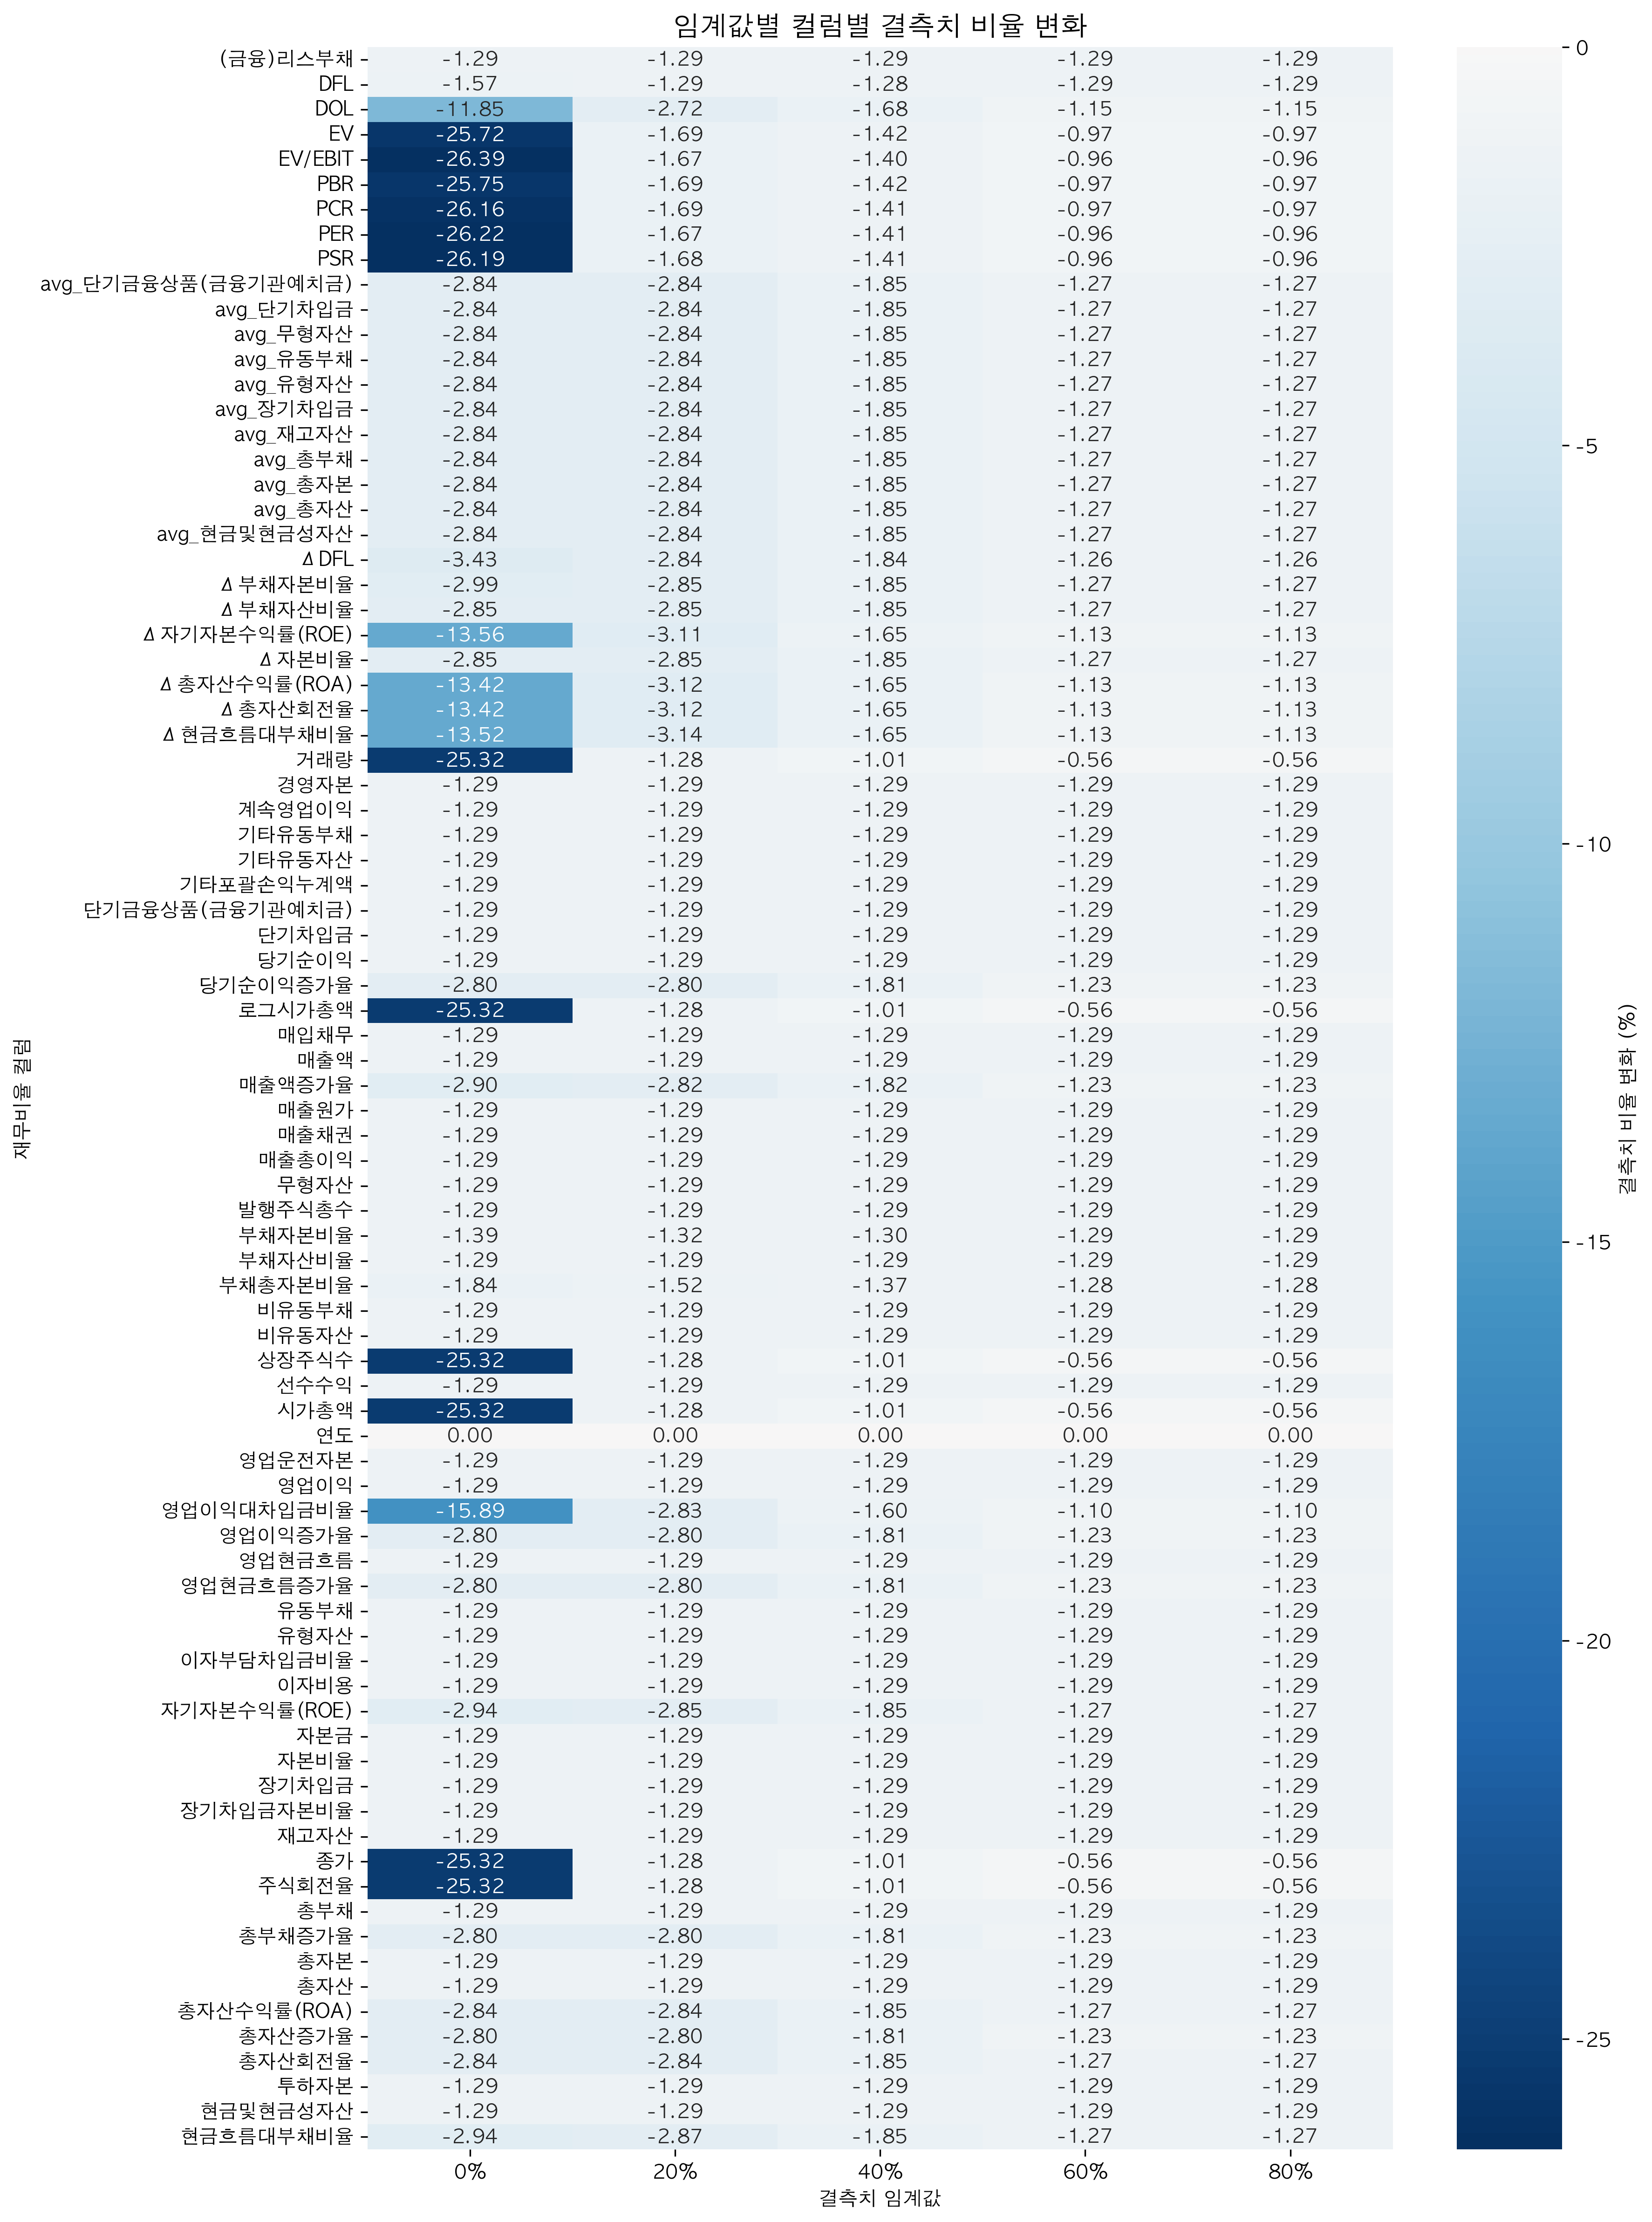 임계값별 컬럼별 결측치 비율 변화
(금융)리스부채 -1.29 -1.29 -1.29 -1.29 -1.29
DFL -1.57 -1.29 -1.28 -1.29 -1.29
DOL -11.85 -2.72 -1.68 -1.15 -1.15
EV -25.72 -1.69 -1.42 -0.97 -0.97
EV/EBIT -26.39 -1.67 -1.40 -0.96 -0.96
PBR -25.75 -1.69 -1.42 -0.97 -0.97
PCR -26.16 -1.69 -1.41 -0.97 -0.97
PER -26.22 -1.67 -1.41 -0.96 -0.96
PSR -26.19 -1.68 -1.41 -0.96 -0.96
avg_단기금융상품(금융기관예치금) -2.84 -2.84 -1.85 -1.27 -1.27
avg_단기차입금 -2.84 -2.84 -1.85 -1.27 -1.27
avg_무형자산 -2.84 -2.84 -1.85 -1.27 -1.27
avg_유동부채 -2.84 -2.84 -1.85 -1.27 -1.27
avg_유형자산 -2.84 -2.84 -1.85 -1.27 -1.27
avg_장기차입금 -2.84 -2.84 -1.85 -1.27 -1.27
avg_재고자산 -2.84 -2.84 -1.85 -1.27 -1.27
avg_총부채 -2.84 -2.84 -1.85 -1.27 -1.27
avg_총자본 -2.84 -2.84 -1.85 -1.27 -1.27
avg_총자산 -2.84 -2.84 -1.85 -1.27 -1.27
avg_현금및현금성자산 -2.84 -2.84 -1.85 -1.27 -1.27
Δ DFL -3.43 -2.84 -1.84 -1.26 -1.26
Δ 부채자본비율 -2.99 -2.85 -1.85 -1.27 -1.27
Δ 부채자산비율 -2.85 -2.85 -1.85 -1.27 -1.27
Δ 자기자본수익률(ROE) -13.56 -3.11 -1.65 -1.13 -1.13
Δ 자본비율 -2.85 -2.85 -1.85 -1.27 -1.27
Δ 총자산수익률(ROA) -13.42 -3.12 -1.65 -1.13 -1.13
Δ 총자산회전율 -13.42 -3.12 -1.65 -1.13 -1.13
Δ 현금흐름대부채비율 -13.52 -3.14 -1.65 -1.13 -1.13
거래량 -25.32 -1.28 -1.01 -0.56 -0.56
경영자본 -1.29 -1.29 -1.29 -1.29 -1.29
계속영업이익 -1.29 -1.29 -1.29 -1.29 -1.29
기타유동부채 -1.29 -1.29 -1.29 -1.29 -1.29
기타유동자산 -1.29 -1.29 -1.29 -1.29 -1.29
기타포괄손익누계액 -1.29 -1.29 -1.29 -1.29 -1.29
단기금융상품(금융기관예치금) -1.29 -1.29 -1.29 -1.29 -1.29
단기차입금 -1.29 -1.29 -1.29 -1.29 -1.29
당기순이익 -1.29 -1.29 -1.29 -1.29 -1.29
당기순이익증가율 -2.80 -2.80 -1.81 -1.23 -1.23
로그시가총액 -25.32 -1.28 -1.01 -0.56 -0.56
매입채무 -1.29 -1.29 -1.29 -1.29 -1.29
매출액 -1.29 -1.29 -1.29 -1.29 -1.29
매출액증가율 -2.90 -2.82 -1.82 -1.23 -1.23
매출원가 -1.29 -1.29 -1.29 -1.29 -1.29
매출채권 -1.29 -1.29 -1.29 -1.29 -1.29
매출총이익 -1.29 -1.29 -1.29 -1.29 -1.29
무형자산 -1.29 -1.29 -1.29 -1.29 -1.29
발행주식총수 -1.29 -1.29 -1.29 -1.29 -1.29
부채자본비율 -1.39 -1.32 -1.30 -1.29 -1.29
부채자산비율 -1.29 -1.29 -1.29 -1.29 -1.29
부채총자본비율 -1.84 -1.52 -1.37 -1.28 -1.28
비유동부채 -1.29 -1.29 -1.29 -1.29 -1.29
비유동자산 -1.29 -1.29 -1.29 -1.29 -1.29
상장주식수 -25.32 -1.28 -1.01 -0.56 -0.56
선수수익 -1.29 -1.29 -1.29 -1.29 -1.29
시가총액 -25.32 -1.28 -1.01 -0.56 -0.56
연도 0.00 0.00 0.00 0.00 0.00
영업운전자본 -1.29 -1.29 -1.29 -1.29 -1.29
영업이익 -1.29 -1.29 -1.29 -1.29 -1.29
영업이익대차입금비율 -15.89 -2.83 -1.60 -1.10 -1.10
영업이익증가율 -2.80 -2.80 -1.81 -1.23 -1.23
영업현금흐름 -1.29 -1.29 -1.29 -1.29 -1.29
영업현금흐름증가율 -2.80 -2.80 -1.81 -1.23 -1.23
유동부채 -1.29 -1.29 -1.29 -1.29 -1.29
유형자산 -1.29 -1.29 -1.29 -1.29 -1.29
이자부담차입금비율 -1.29 -1.29 -1.29 -1.29 -1.29
이자비용 -1.29 -1.29 -1.29 -1.29 -1.29
자기자본수익률(ROE) -2.94 -2.85 -1.85 -1.27 -1.27
자본금 -1.29 -1.29 -1.29 -1.29 -1.29
자본비율 -1.29 -1.29 -1.29 -1.29 -1.29
장기차입금 -1.29 -1.29 -1.29 -1.29 -1.29
장기차입금자본비율 -1.29 -1.29 -1.29 -1.29 -1.29
재고자산 -1.29 -1.29 -1.29 -1.29 -1.29
종가 -25.32 -1.28 -1.01 -0.56 -0.56
주식회전율 -25.32 -1.28 -1.01 -0.56 -0.56
총부채 -1.29 -1.29 -1.29 -1.29 -1.29
총부채증가율 -2.80 -2.80 -1.81 -1.23 -1.23
총자본 -1.29 -1.29 -1.29 -1.29 -1.29
총자산 -1.29 -1.29 -1.29 -1.29 -1.29
총자산수익률(ROA) -2.84 -2.84 -1.85 -1.27 -1.27
총자산증가율 -2.80 -2.80 -1.81 -1.23 -1.23
총자산회전율 -2.84 -2.84 -1.85 -1.27 -1.27
투하자본 -1.29 -1.29 -1.29 -1.29 -1.29
현금및현금성자산 -1.29 -1.29 -1.29 -1.29 -1.29
현금흐름대부채비율 -2.94 -2.87 -1.85 -1.27 -1.27
0% 20% 40% 60% 80%
결측치 임계값
재무비율 컬럼
0
-5
-10
-15
-20
-25
결측치 비율 변화 (%)